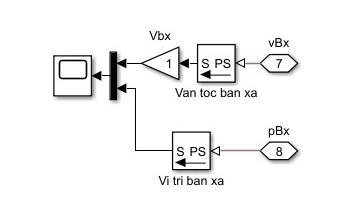 Vbx
vBx
1
S PS
7
Van toc ban xa
pBx
S PS
8
Vi tri ban xa